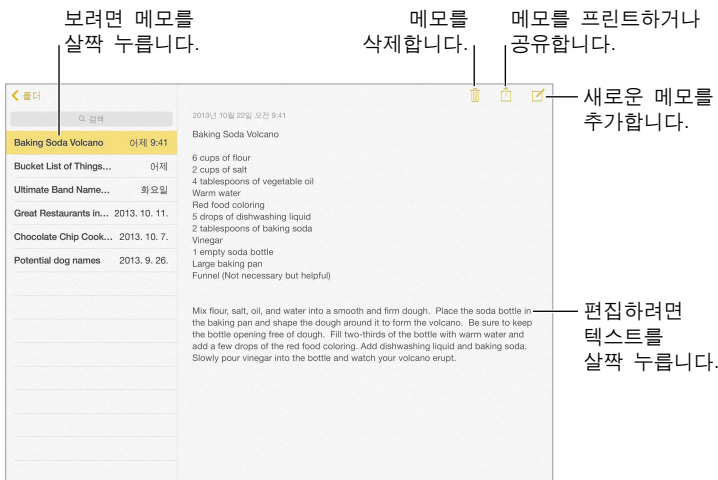 보려면 메모를
살짝 누릅니다.
메모를
삭제합니다.
메모를 프린트하거나
공유합니다.
새로운 메모를
추가합니다.
폴더
검색
Baking Soda Volcano 어제 9:41
Bucket List of Things... 어제
Ultimate Band Name... 화요일
Great Restaurants in... 2013. 10. 11.
Chocolate Chip Cook... 2013. 10. 7.
Potential dog names 2013. 9. 26.
2013년 10월 22일 오전 9:41
Baking Soda Volcano
6 cups of flour
2 cups of salt
4 tablespoons of vegetable oil
Warm water
Red food coloring
5 drops of dishwashing liquid
2 tablespoons of baking soda
Vinegar
1 empty soda bottle
Large baking pan
Funnel (Not necessary but helpful)
Mix flour, salt, oil, and water into a smooth and firm dough. Place the soda bottle in
the baking pan and shape the dough around it to form the volcano. Be sure to keep
the bottle opening free of dough. Fill two-thirds of the bottle with warm water and
add a few drops of the red food coloring. Add dishwashing liquid and baking soda.
Slowly pour vinegar into the bottle and watch your volcano erupt.
편집하려면
텍스트를
살짝 누릅니다.